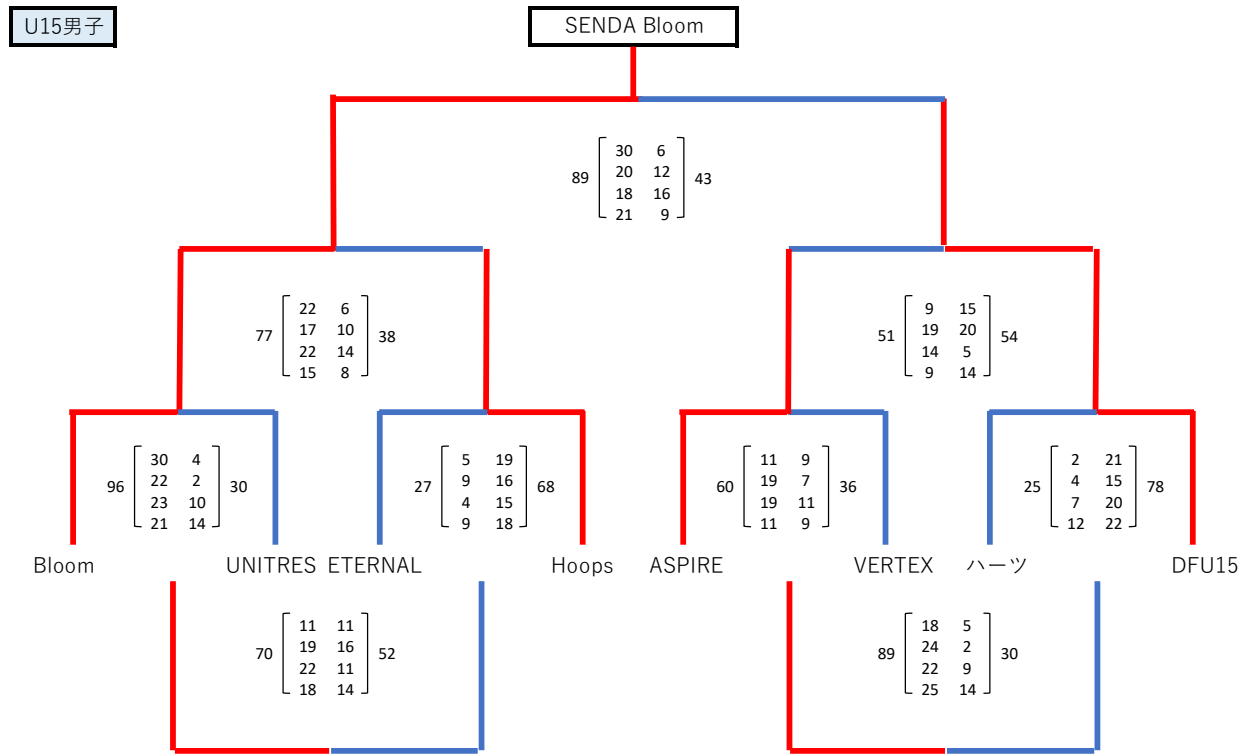 U15男子
SENDA Bloom
30 6
89 20 12 43
18 16
21 9
22 6
77 17 10 38
22 14
15 8
9 15
51 19 20 54
14 5
9 14
30 4
96 22 2 30
23 10
21 14
5 19
27 9 16 68
4 15
9 18
11 9
60 19 7 36
19 11
11 9
2 21
25 4 15 78
7 20
12 22
Bloom UNITRES ETERNAL Hoops ASPIRE VERTEX ハーツ DFU15
11 11
70 19 16 52
22 11
18 14
18 5
89 24 2 30
22 9
25 14